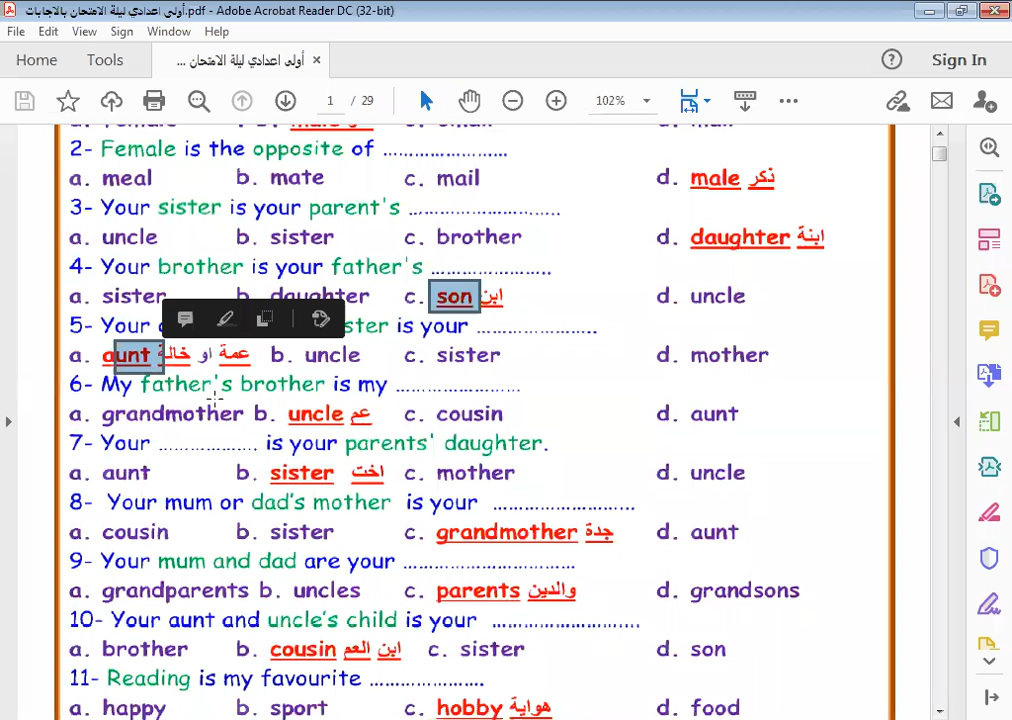 أولى اعدادي ليلة الامتحان بالاجابات.pdf - Adobe Acrobat Reader DC (32-bit)
File Edit View Sign Window Help
Home Tools أولى اعدادي ليلة الامتحان ... × Sign In
1 / 29 102%
2- Female is the opposite of ……………………………
a. meal b. mate c. mail d. male ذكر
3- Your sister is your parent's ……………………………..
a. uncle b. sister c. brother d. daughter ابنة
4- Your brother is your father's ………………………..
a. sister b. daughter c. son ابن d. uncle
5- Your ster is your …………………………..
a. aunt خالة او عمة b. uncle c. sister d. mother
6- My father's brother is my …………………………
a. grandmother b. uncle عم c. cousin d. aunt
7- Your ……………….. is your parents' daughter.
a. aunt b. sister اخت c. mother d. uncle
8- Your mum or dad's mother is your ……………………………..
a. cousin b. sister c. grandmother جدة d. aunt
9- Your mum and dad are your ………………………………
a. grandparents b. uncles c. parents والدين d. grandsons
10- Your aunt and uncle's child is your ……………………………..
a. brother b. cousin ابن العم c. sister d. son
11- Reading is my favourite ……………………….
a. happy b. sport c. hobby هواية d. food